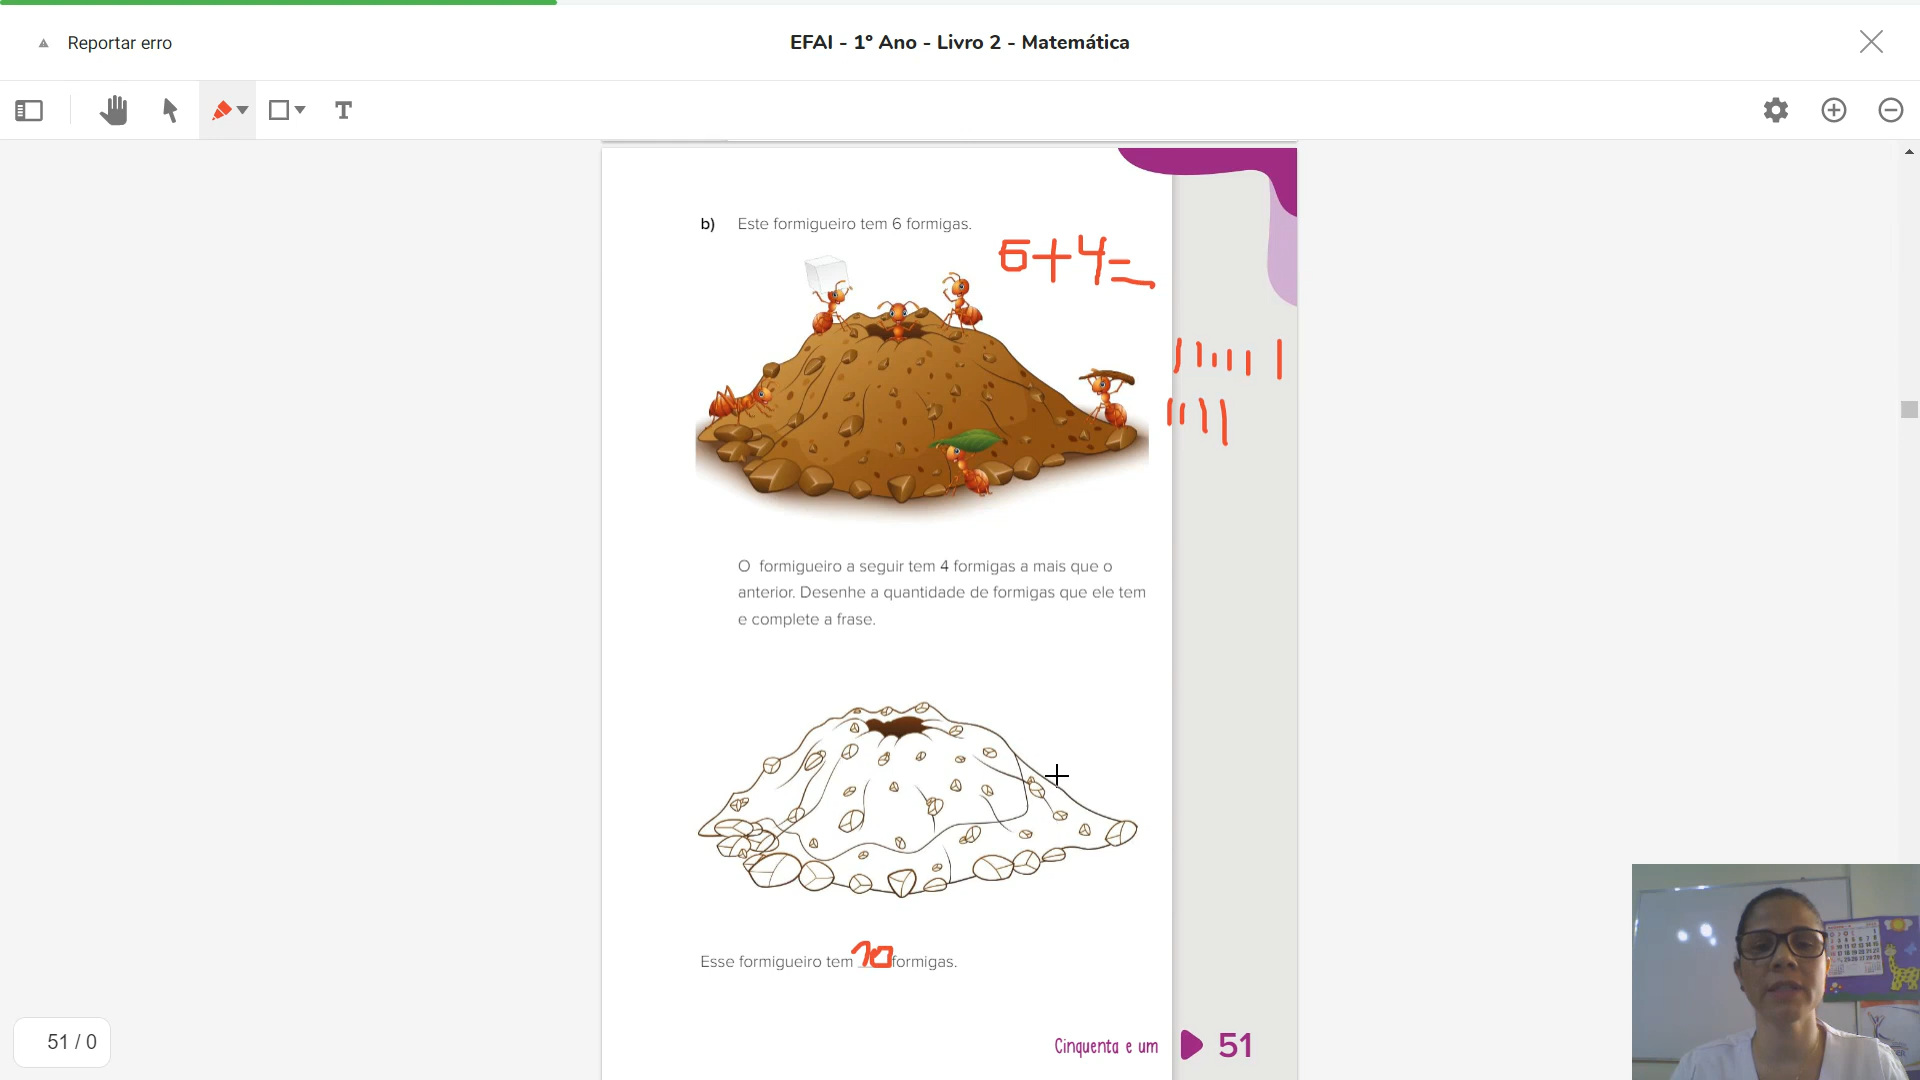 Reportar erro
EFAI - 1º Ano - Livro 2 - Matemática
T
b) Este formigueiro tem 6 formigas.
6+4=
O formigueiro a seguir tem 4 formigas a mais que o
anterior. Desenhe a quantidade de formigas que ele tem
e complete a frase.
Esse formigueiro tem 10 formigas.
51 / 0
Cinquenta e um 51